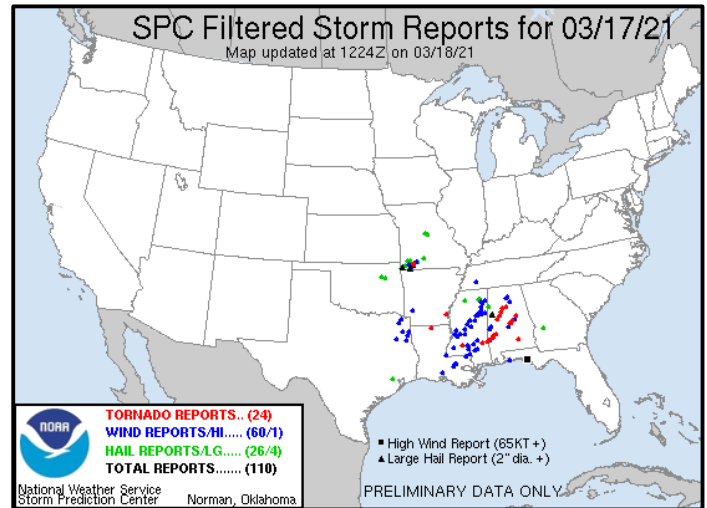 SPC Filtered Storm Reports for 03/17/21
Map updated at 1224Z on 03/18/21
NOAA
TORNADO REPORTS.. (24)
WIND REPORTS/HI..... (60/1)
HAIL REPORTS/LG..... (26/4)
TOTAL REPORTS....... (110)
National Weather Service
Storm Prediction Center Norman, Oklahoma
High Wind Report (65KT +)
Large Hail Report (2" dia. +)
PRELIMINARY DATA ONLY